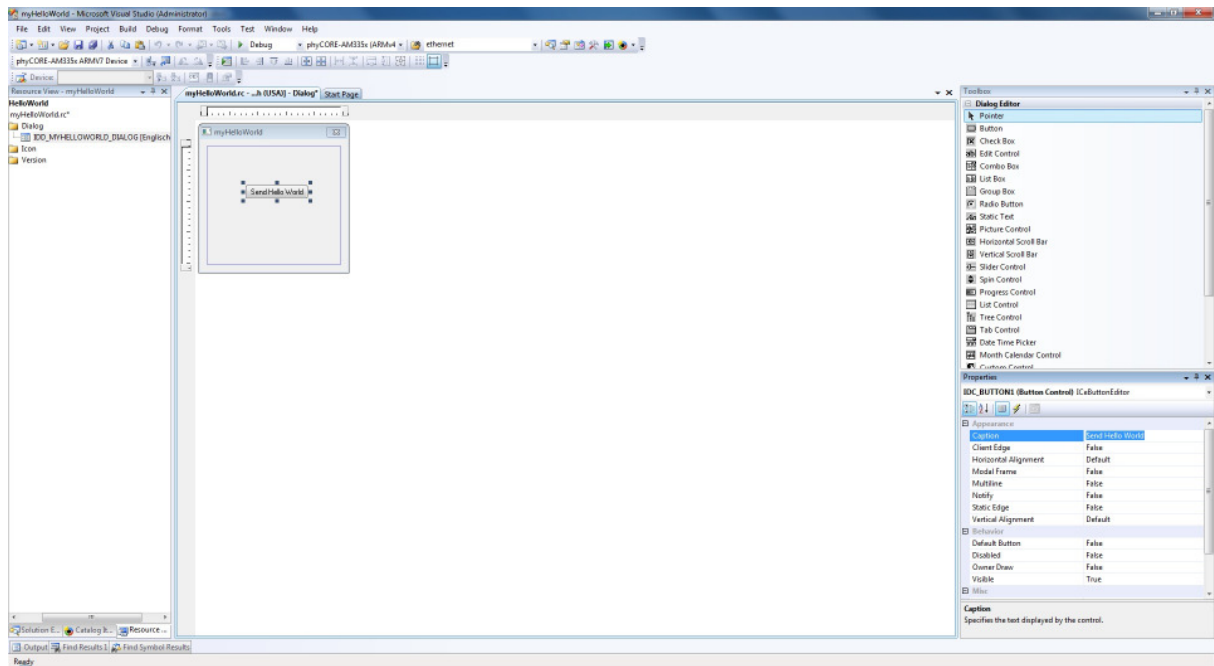 myHelloWorld - Microsoft Visual Studio (Administrator)
File Edit View Project Build Debug Format Tools Test Window Help
Debug phyCORE-AM335x (ARMv4 ethernet
phyCORE-AM335x ARMV7 Device
Device:
Resource View - myHelloWorld
HelloWorld
myHelloWorld.rc*
Dialog
IDD_MYHELLOWORLD_DIALOG [Englisch
Icon
Version
Solution E... Catalog It... Resource ...
myHelloWorld.rc - ...h (USA)] - Dialog* Start Page
myHelloWorld
Send Hello World
Toolbox
Dialog Editor
Pointer
Button
Check Box
Edit Control
Combo Box
List Box
Group Box
Radio Button
Static Text
Picture Control
Horizontal Scroll Bar
Vertical Scroll Bar
Slider Control
Spin Control
Progress Control
List Control
Tree Control
Tab Control
Date Time Picker
Month Calendar Control
Custom Control
Properties
IDC_BUTTON1 (Button Control) ICeButtonEditor
Appearance
Caption Send Hello World
Client Edge False
Horizontal Alignment Default
Modal Frame False
Multiline False
Notify False
Static Edge False
Vertical Alignment Default
Behavior
Default Button False
Disabled False
Owner Draw False
Visible True
Misc
Caption
Specifies the text displayed by the control.
Output Find Results 1 Find Symbol Results
Ready